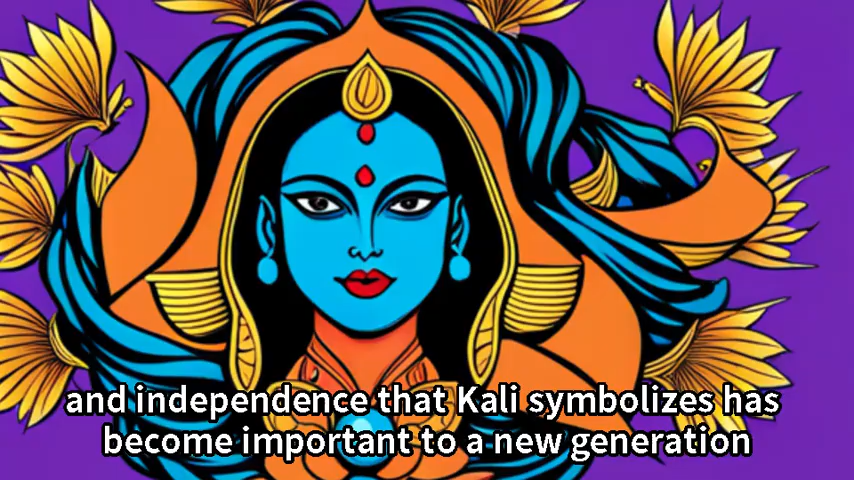 and independence that Kali symbolizes has
become important to a new generation